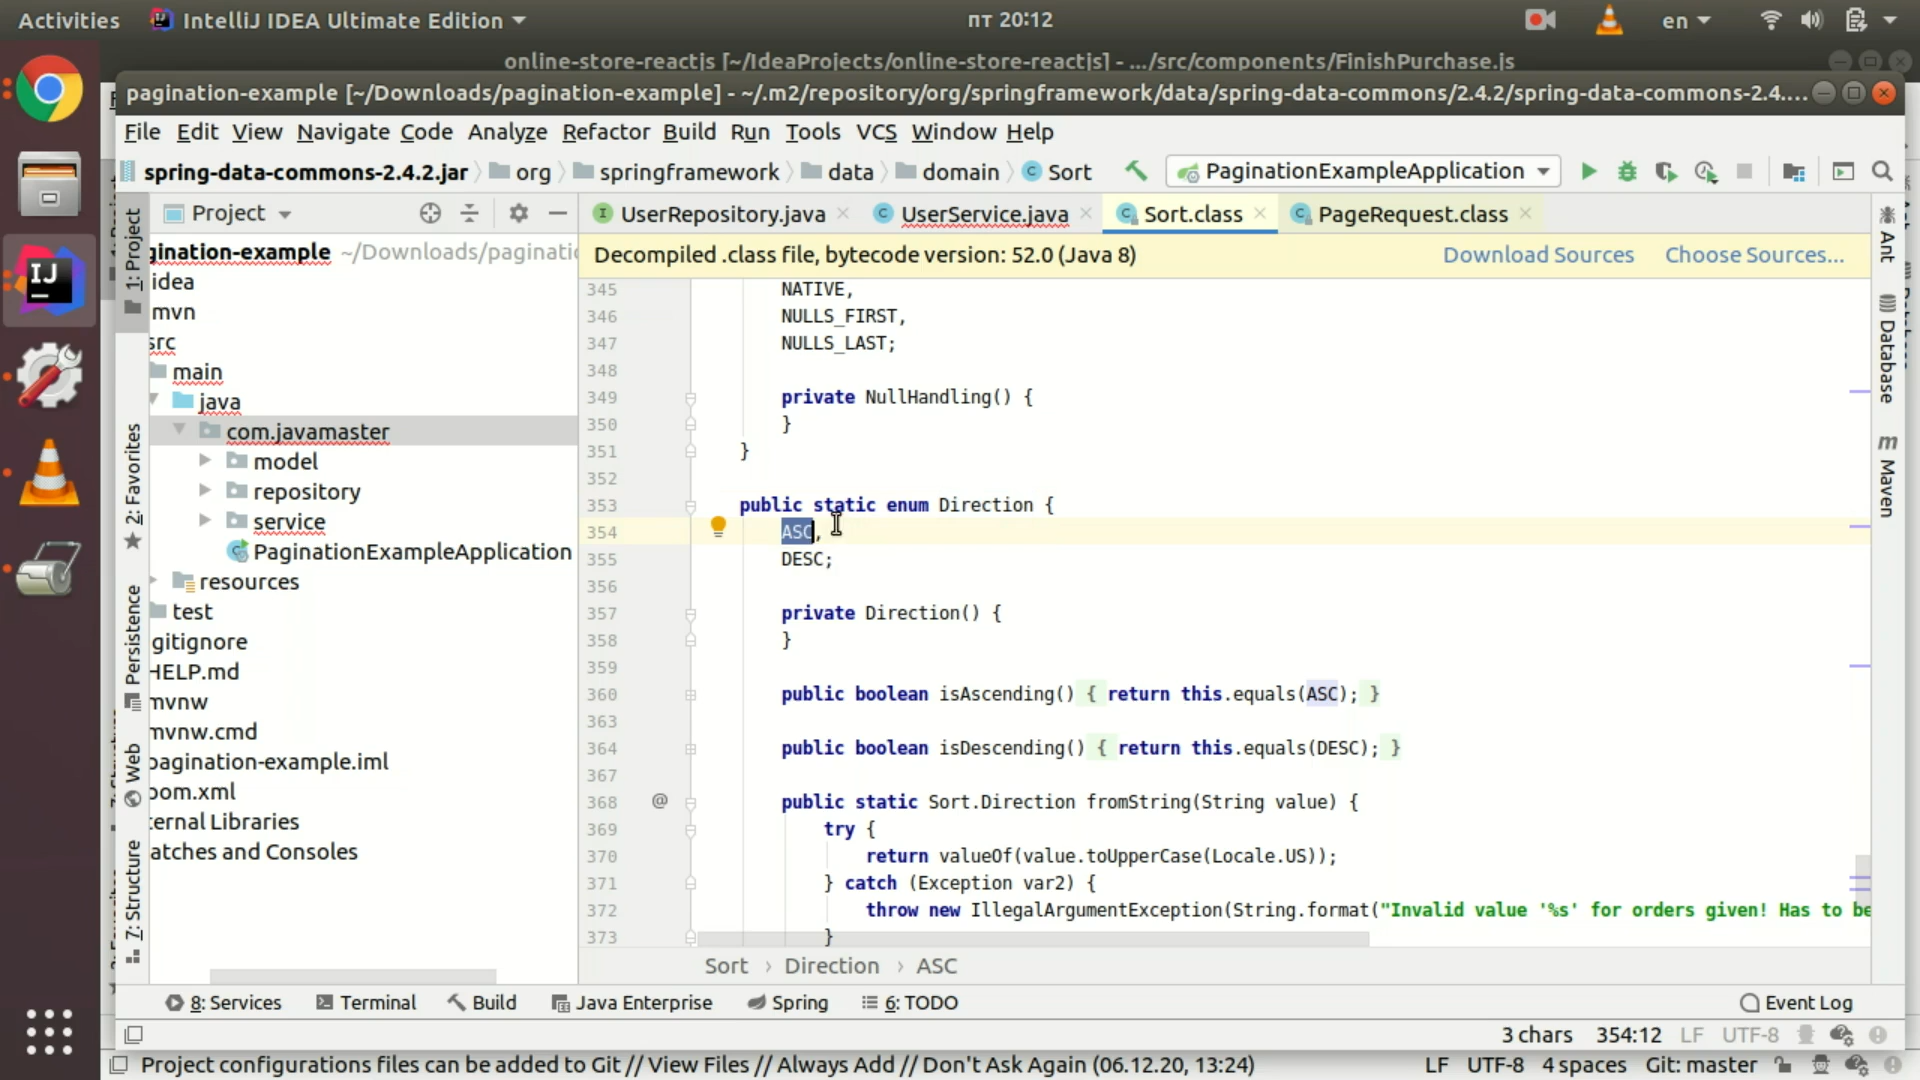 Activities
IntelliJ IDEA Ultimate Edition
пт 20:12
en
online-store-reactjs [~/IdeaProjects/online-store-reactjs] - .../src/components/FinishPurchase.js
pagination-example [~/Downloads/pagination-example] - ~/.m2/repository/org/springframework/data/spring-data-commons/2.4.2/spring-data-commons-2.4....
File Edit View Navigate Code Analyze Refactor Build Run Tools VCS Window Help
spring-data-commons-2.4.2.jar org springframework data domain Sort
PaginationExampleApplication
Project
UserRepository.java
UserService.java
Sort.class
PageRequest.class
Decompiled .class file, bytecode version: 52.0 (Java 8)
Download Sources Choose Sources...
1: Project
2: Favorites
Persistence
Web
7: Structure
gination-example ~/Downloads/paginatic
idea
mvn
src
main
java
com.javamaster
model
repository
service
PaginationExampleApplication
resources
test
gitignore
HELP.md
mvnw
mvnw.cmd
pagination-example.iml
pom.xml
ternal Libraries
atches and Consoles
345 NATIVE,
346 NULLS_FIRST,
347 NULLS_LAST;
348
349 private NullHandling() {
350 }
351 }
352
353 public static enum Direction {
354 ASC,
355 DESC;
356
357 private Direction() {
358 }
359
360 public boolean isAscending() { return this.equals(ASC); }
363
364 public boolean isDescending() { return this.equals(DESC); }
367
368 @ public static Sort.Direction fromString(String value) {
369 try {
370 return valueOf(value.toUpperCase(Locale.US));
371 } catch (Exception var2) {
372 throw new IllegalArgumentException(String.format("Invalid value '%s' for orders given! Has to be
373 }
Sort › Direction › ASC
Ant
Database
Maven
8: Services
Terminal
Build
Java Enterprise
Spring
6: TODO
Event Log
3 chars 354:12 LF UTF-8
Project configurations files can be added to Git // View Files // Always Add // Don't Ask Again (06.12.20, 13:24)
LF UTF-8 4 spaces Git: master